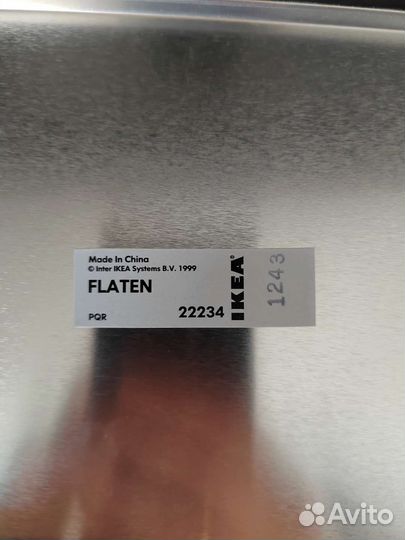 Made In China
© Inter IKEA Systems B.V. 1999
FLATEN
PQR
22234
IKEA®
1243
Avito